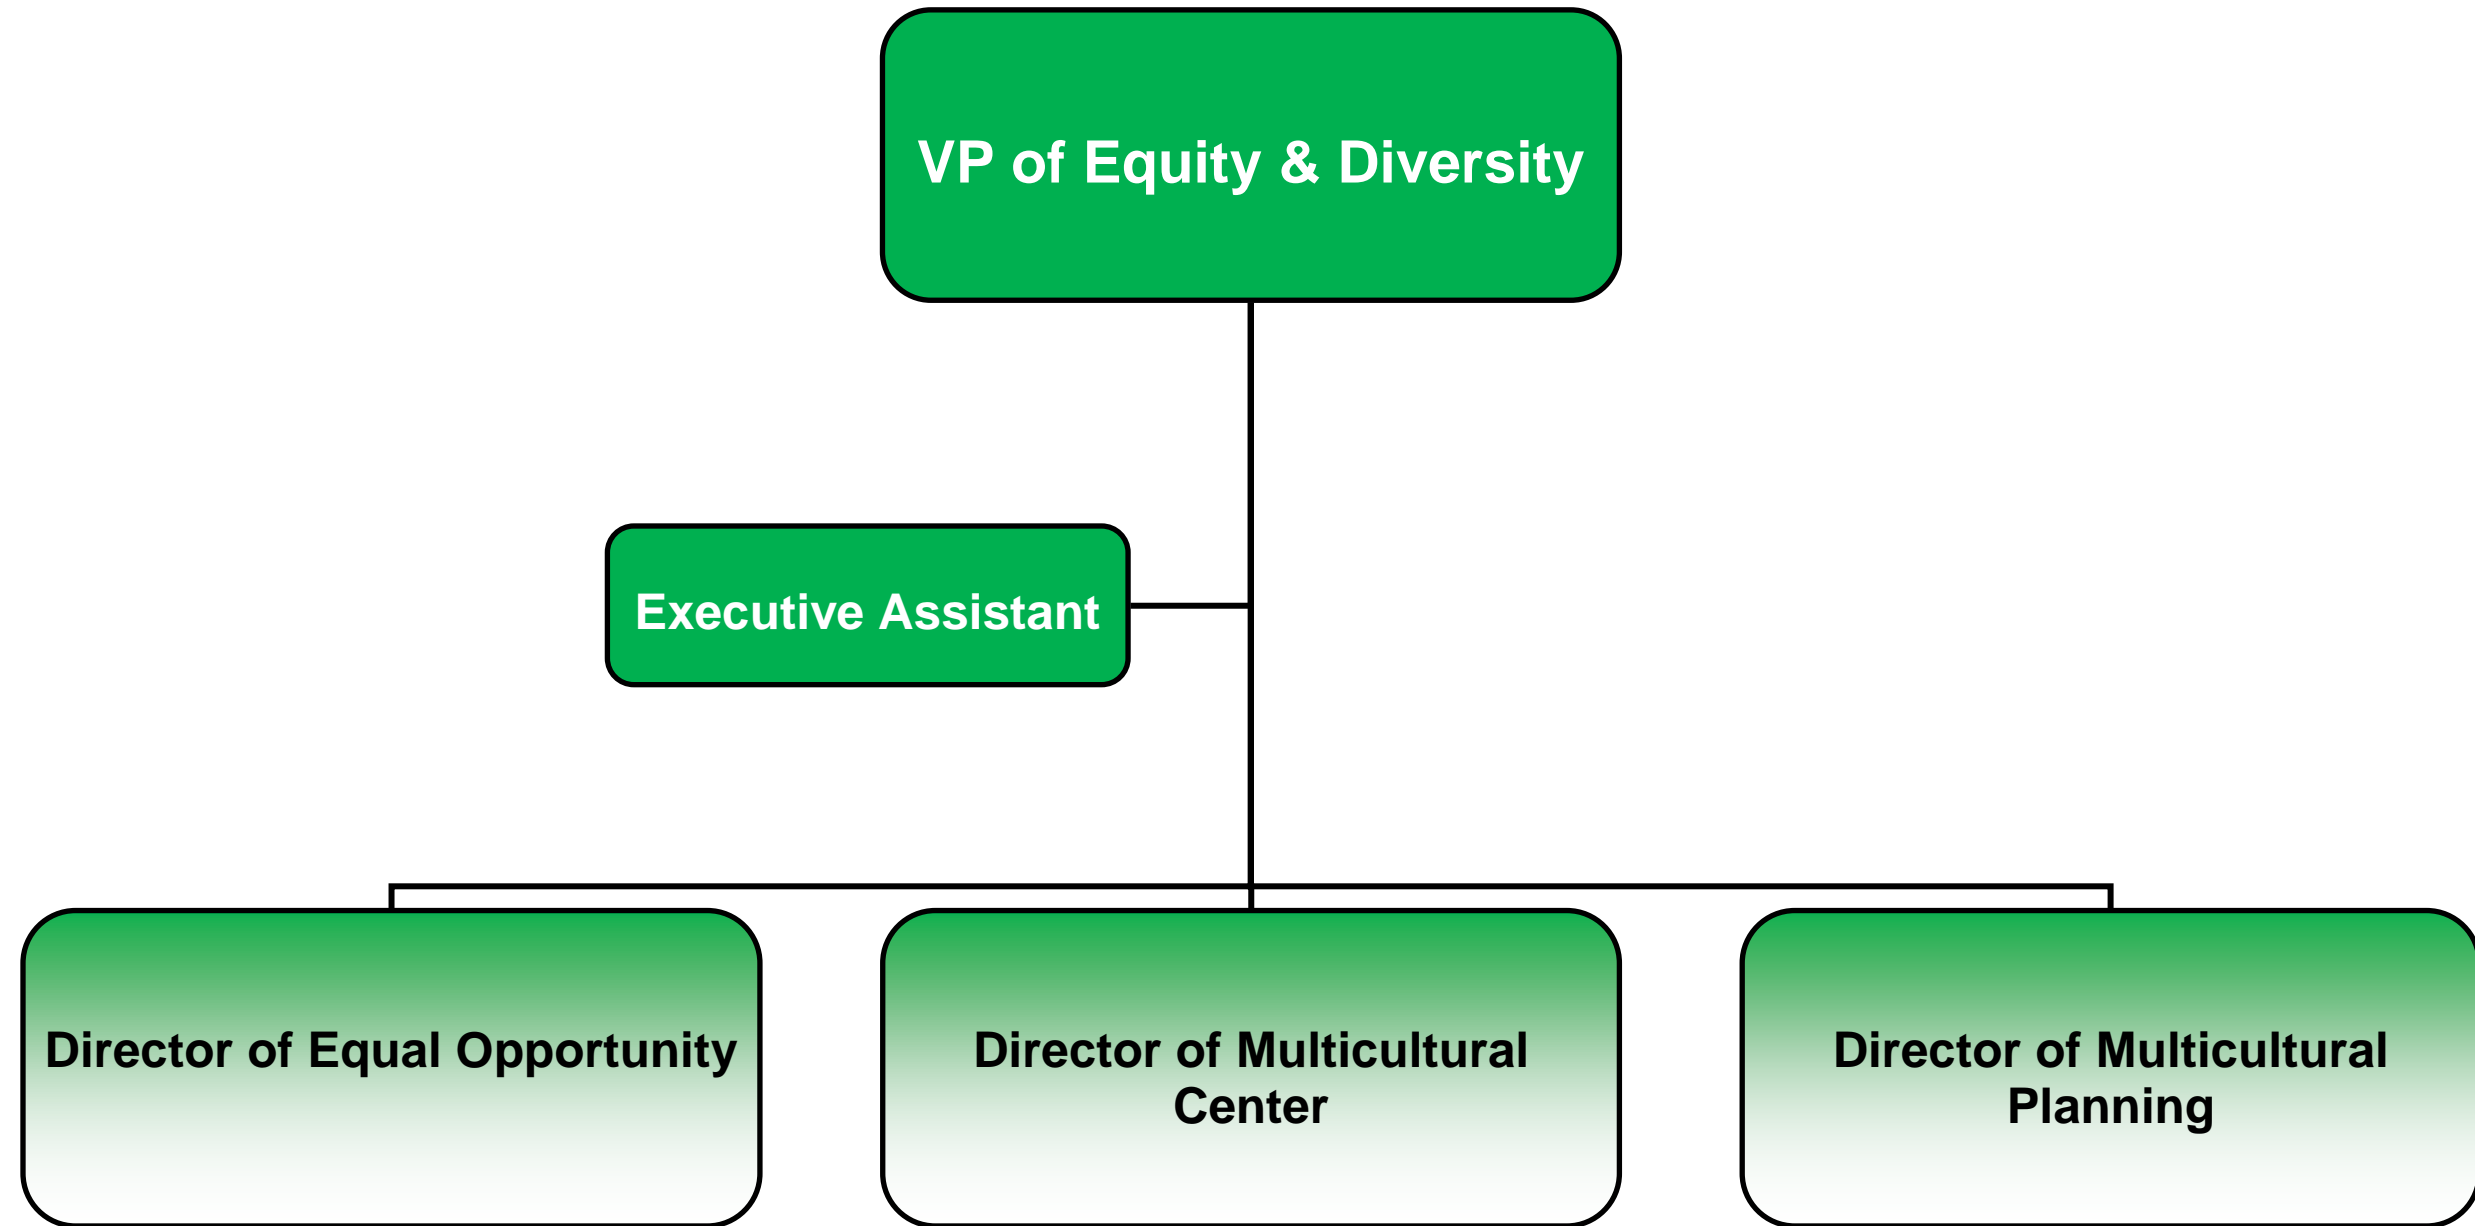 VP of Equity & Diversity
Executive Assistant
Director of Equal Opportunity
Director of Multicultural
Center
Director of Multicultural
Planning